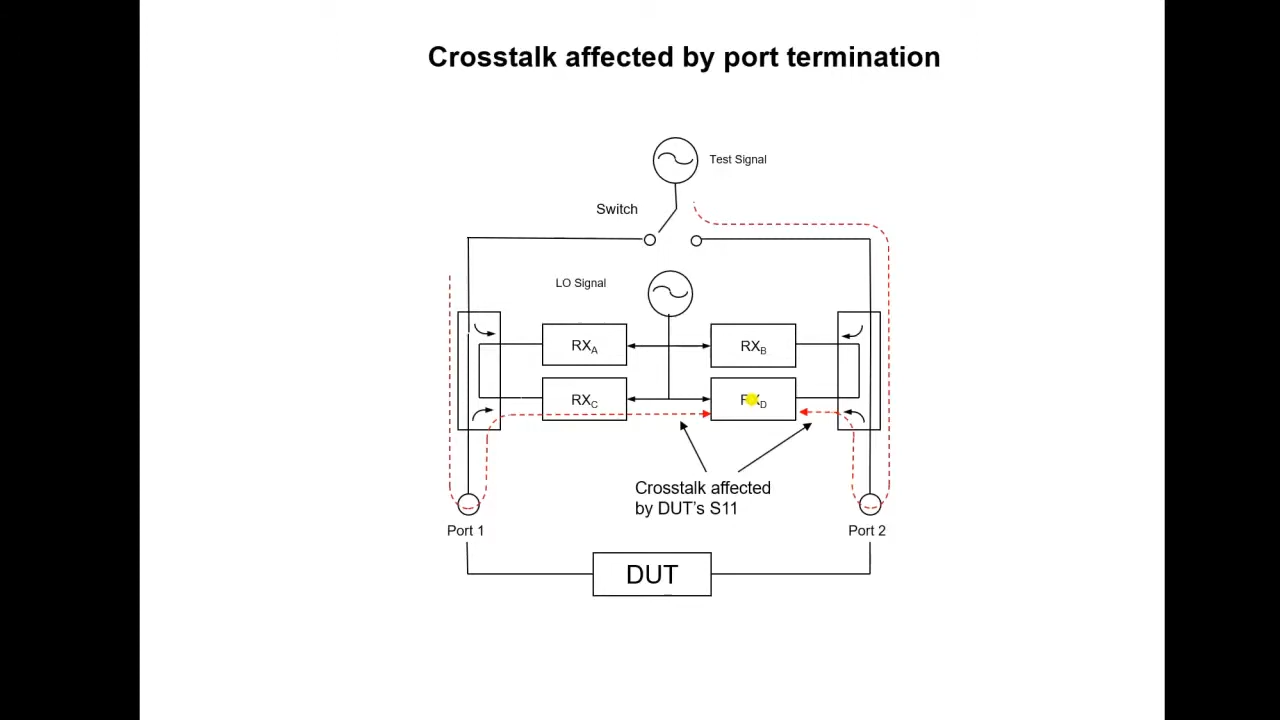 Crosstalk affected by port termination
Test Signal
Switch
LO Signal
RXA
RXB
RXC
Crosstalk affected
by DUT's S11
Port 1
Port 2
DUT